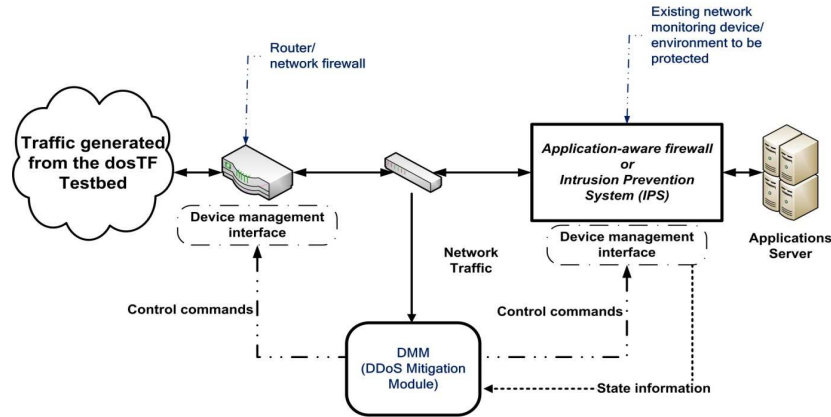 Existing network
monitoring device/
environment to be
protected
Router/
network firewall
Traffic generated
from the dosTF
Testbed
Application-aware firewall
or
Intrusion Prevention
System (IPS)
Device management
interface
Device management
interface
Applications
Server
Network
Traffic
Control commands
Control commands
DMM
(DDoS Mitigation
Module)
State information